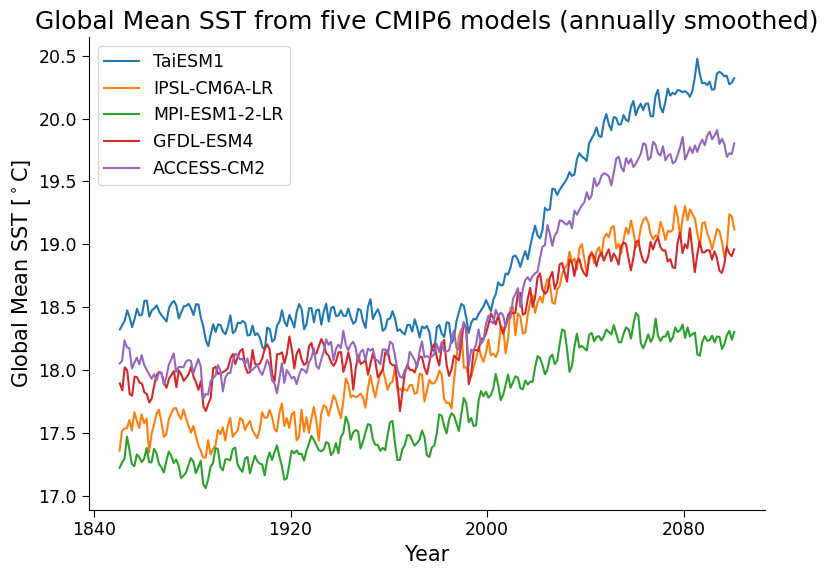 Global Mean SST from five CMIP6 models (annually smoothed)
TaiESM1
IPSL-CM6A-LR
MPI-ESM1-2-LR
GFDL-ESM4
ACCESS-CM2
Global Mean SST [ ° C]
20.5
20.0
19.5
19.0
18.5
18.0
17.5
17.0
1840 1920 2000 2080
Year